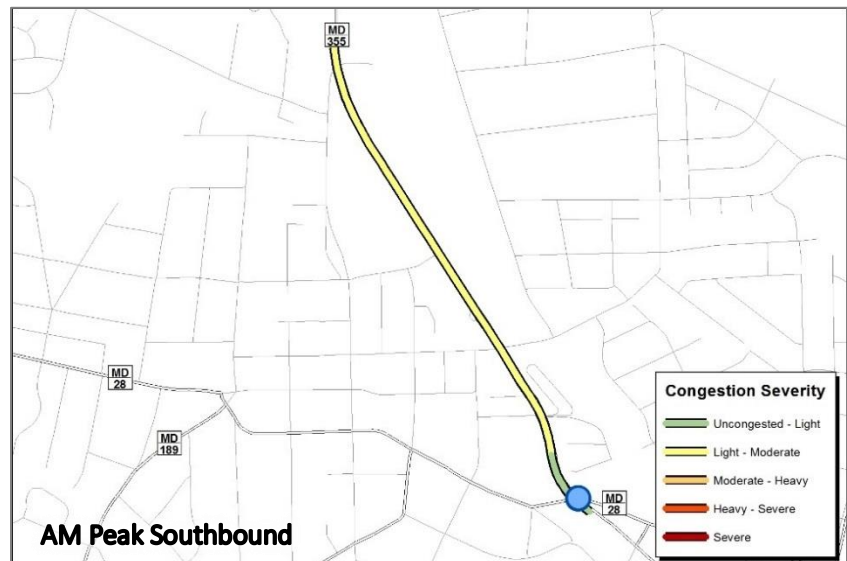 MD
355
MD
28
MD
189
MD
28
Congestion Severity
Uncongested - Light
Light - Moderate
Moderate - Heavy
Heavy - Severe
Severe
AM Peak Southbound